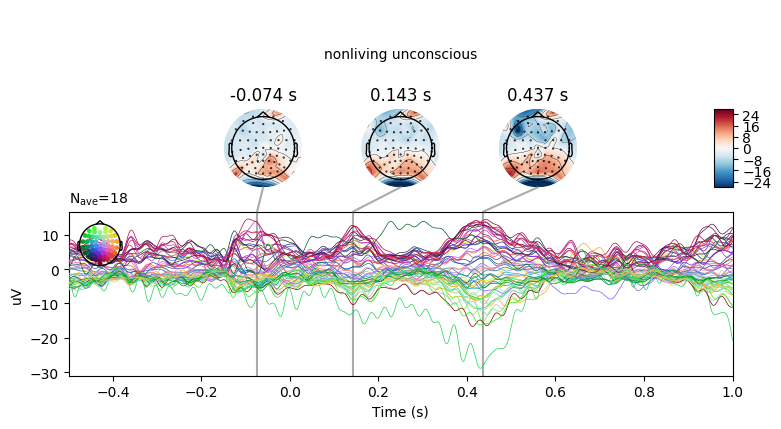 nonliving unconscious
-0.074 s 0.143 s 0.437 s
24
16
8
0
−8
−16
−24
Nave=18
10
0
−10
−20
−30
uV
−0.4 −0.2 0.0 0.2 0.4 0.6 0.8 1.0
Time (s)